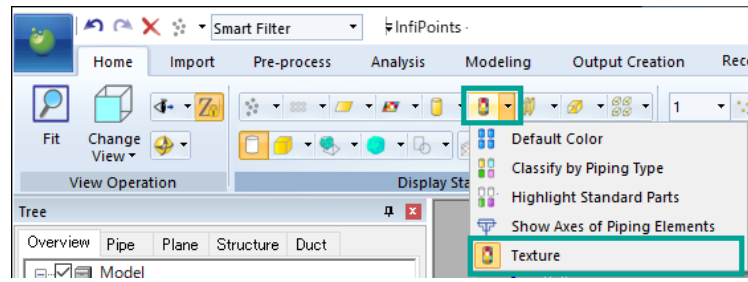 Smart Filter InfiPoints -
Home Import Pre-process Analysis Modeling Output Creation
Fit Change View 1
View Operation Display
Default Color
Classify by Piping Type
Highlight Standard Parts
Show Axes of Piping Elements
Texture
Tree
Overview Pipe Plane Structure Duct
Model